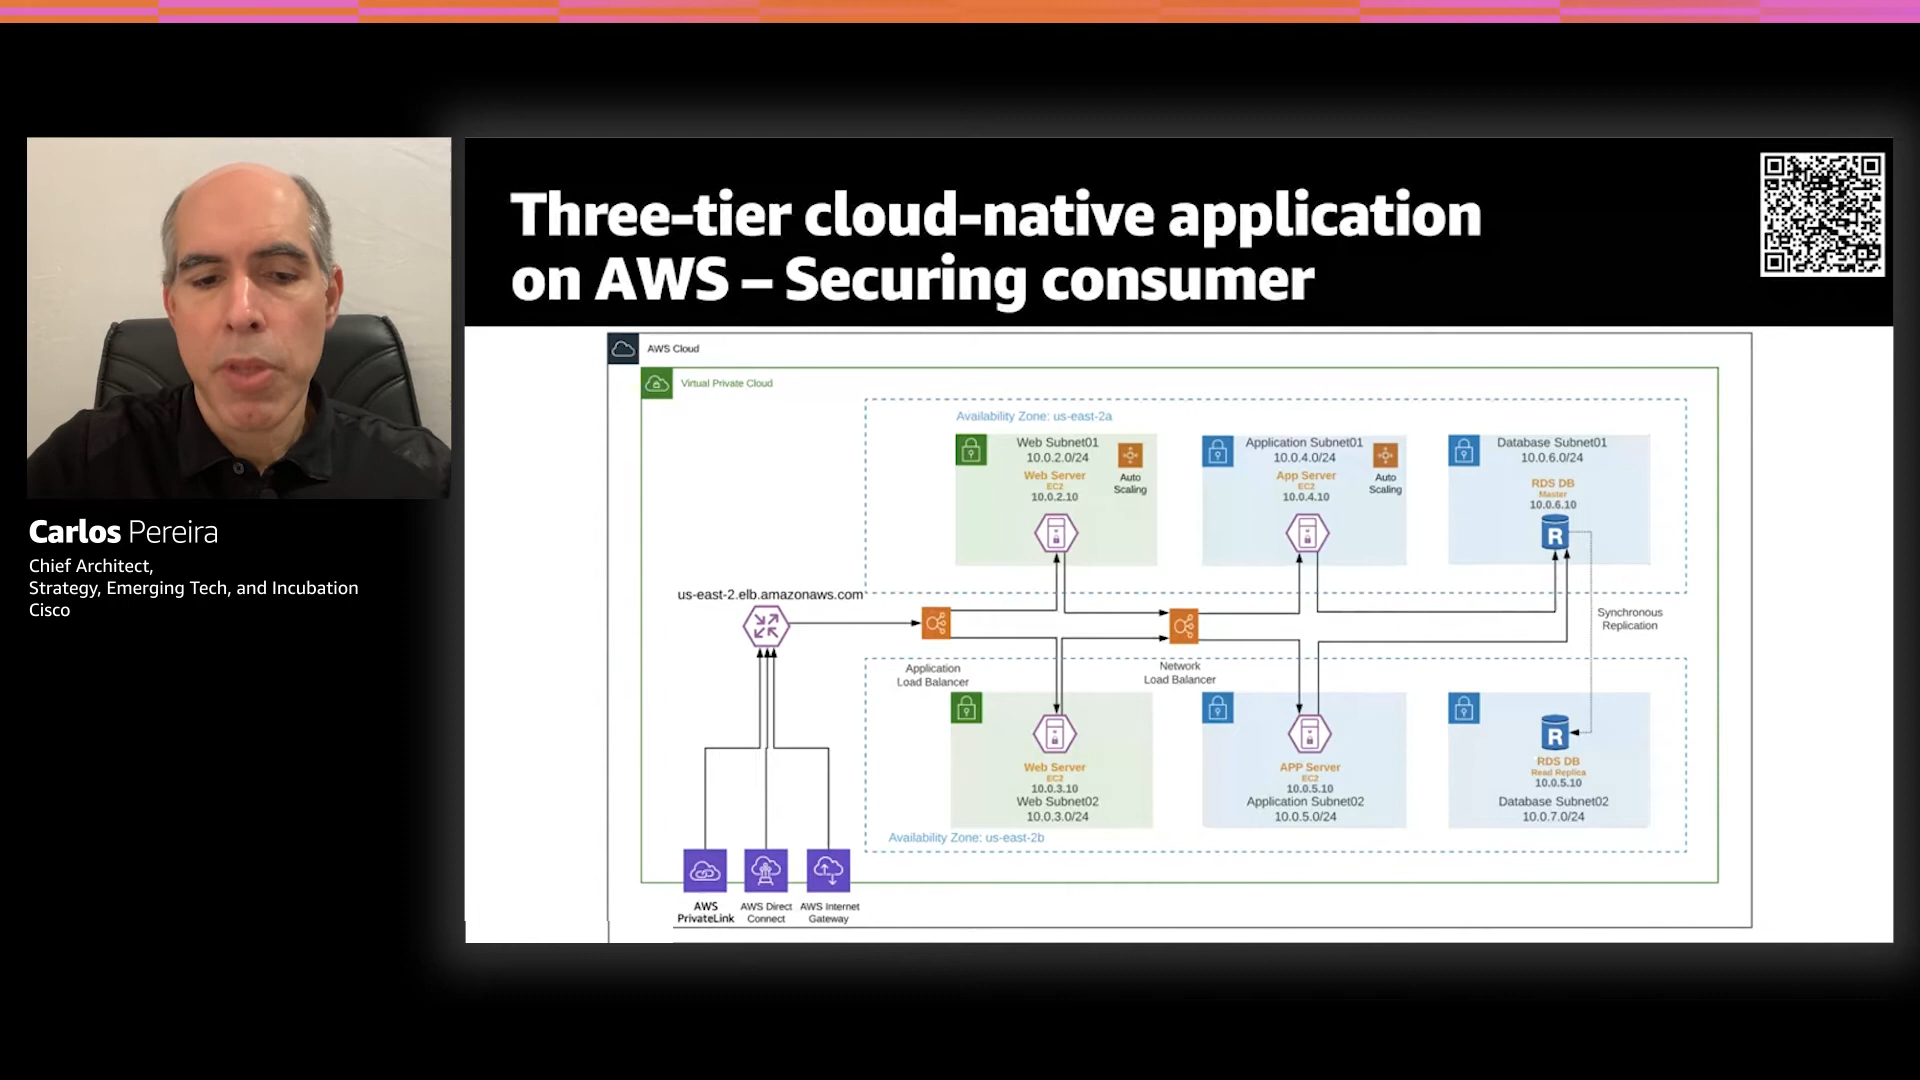 Three-tier cloud-native application
on AWS – Securing consumer
Carlos Pereira
Chief Architect,
Strategy, Emerging Tech, and Incubation
Cisco
AWS Cloud
Virtual Private Cloud
Availability Zone: us-east-2a
Web Subnet01
10.0.2.0/24
Web Server
EC2
10.0.2.10
Auto
Scaling
Application Subnet01
10.0.4.0/24
App Server
EC2
10.0.4.10
Auto
Scaling
Database Subnet01
10.0.6.0/24
RDS DB
Master
10.0.6.10
R
us-east-2.elb.amazonaws.com
Synchronous
Replication
Application
Load Balancer
Network
Load Balancer
Web Server
EC2
10.0.3.10
Web Subnet02
10.0.3.0/24
APP Server
EC2
10.0.5.10
Application Subnet02
10.0.5.0/24
R
RDS DB
Read Replica
10.0.5.10
Database Subnet02
10.0.7.0/24
Availability Zone: us-east-2b
AWS
PrivateLink
AWS Direct
Connect
AWS Internet
Gateway